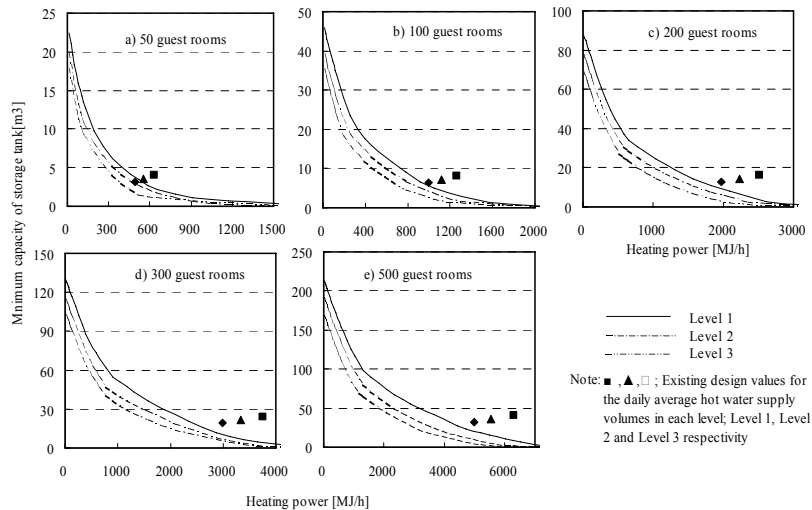 Mnimum capacity of storage tank[m3]
a) 50 guest rooms
25
20
15
10
5
0
0 300 600 900 1200 1500
b) 100 guest rooms
50
40
30
20
10
0
0 400 800 1200 1600 2000
c) 200 guest rooms
100
80
60
40
20
0
0 1000 2000 3000
Heating power [MJ/h]
d) 300 guest rooms
150
120
90
60
30
0
0 1000 2000 3000 4000
e) 500 guest rooms
250
200
150
100
50
0
0 2000 4000 6000
Heating power [MJ/h]
Level 1
Level 2
Level 3
Note: ■ , ▲, □ ; Existing design values for
the daily average hot water supply
volumes in each level; Level 1, Level
2 and Level 3 respectivity